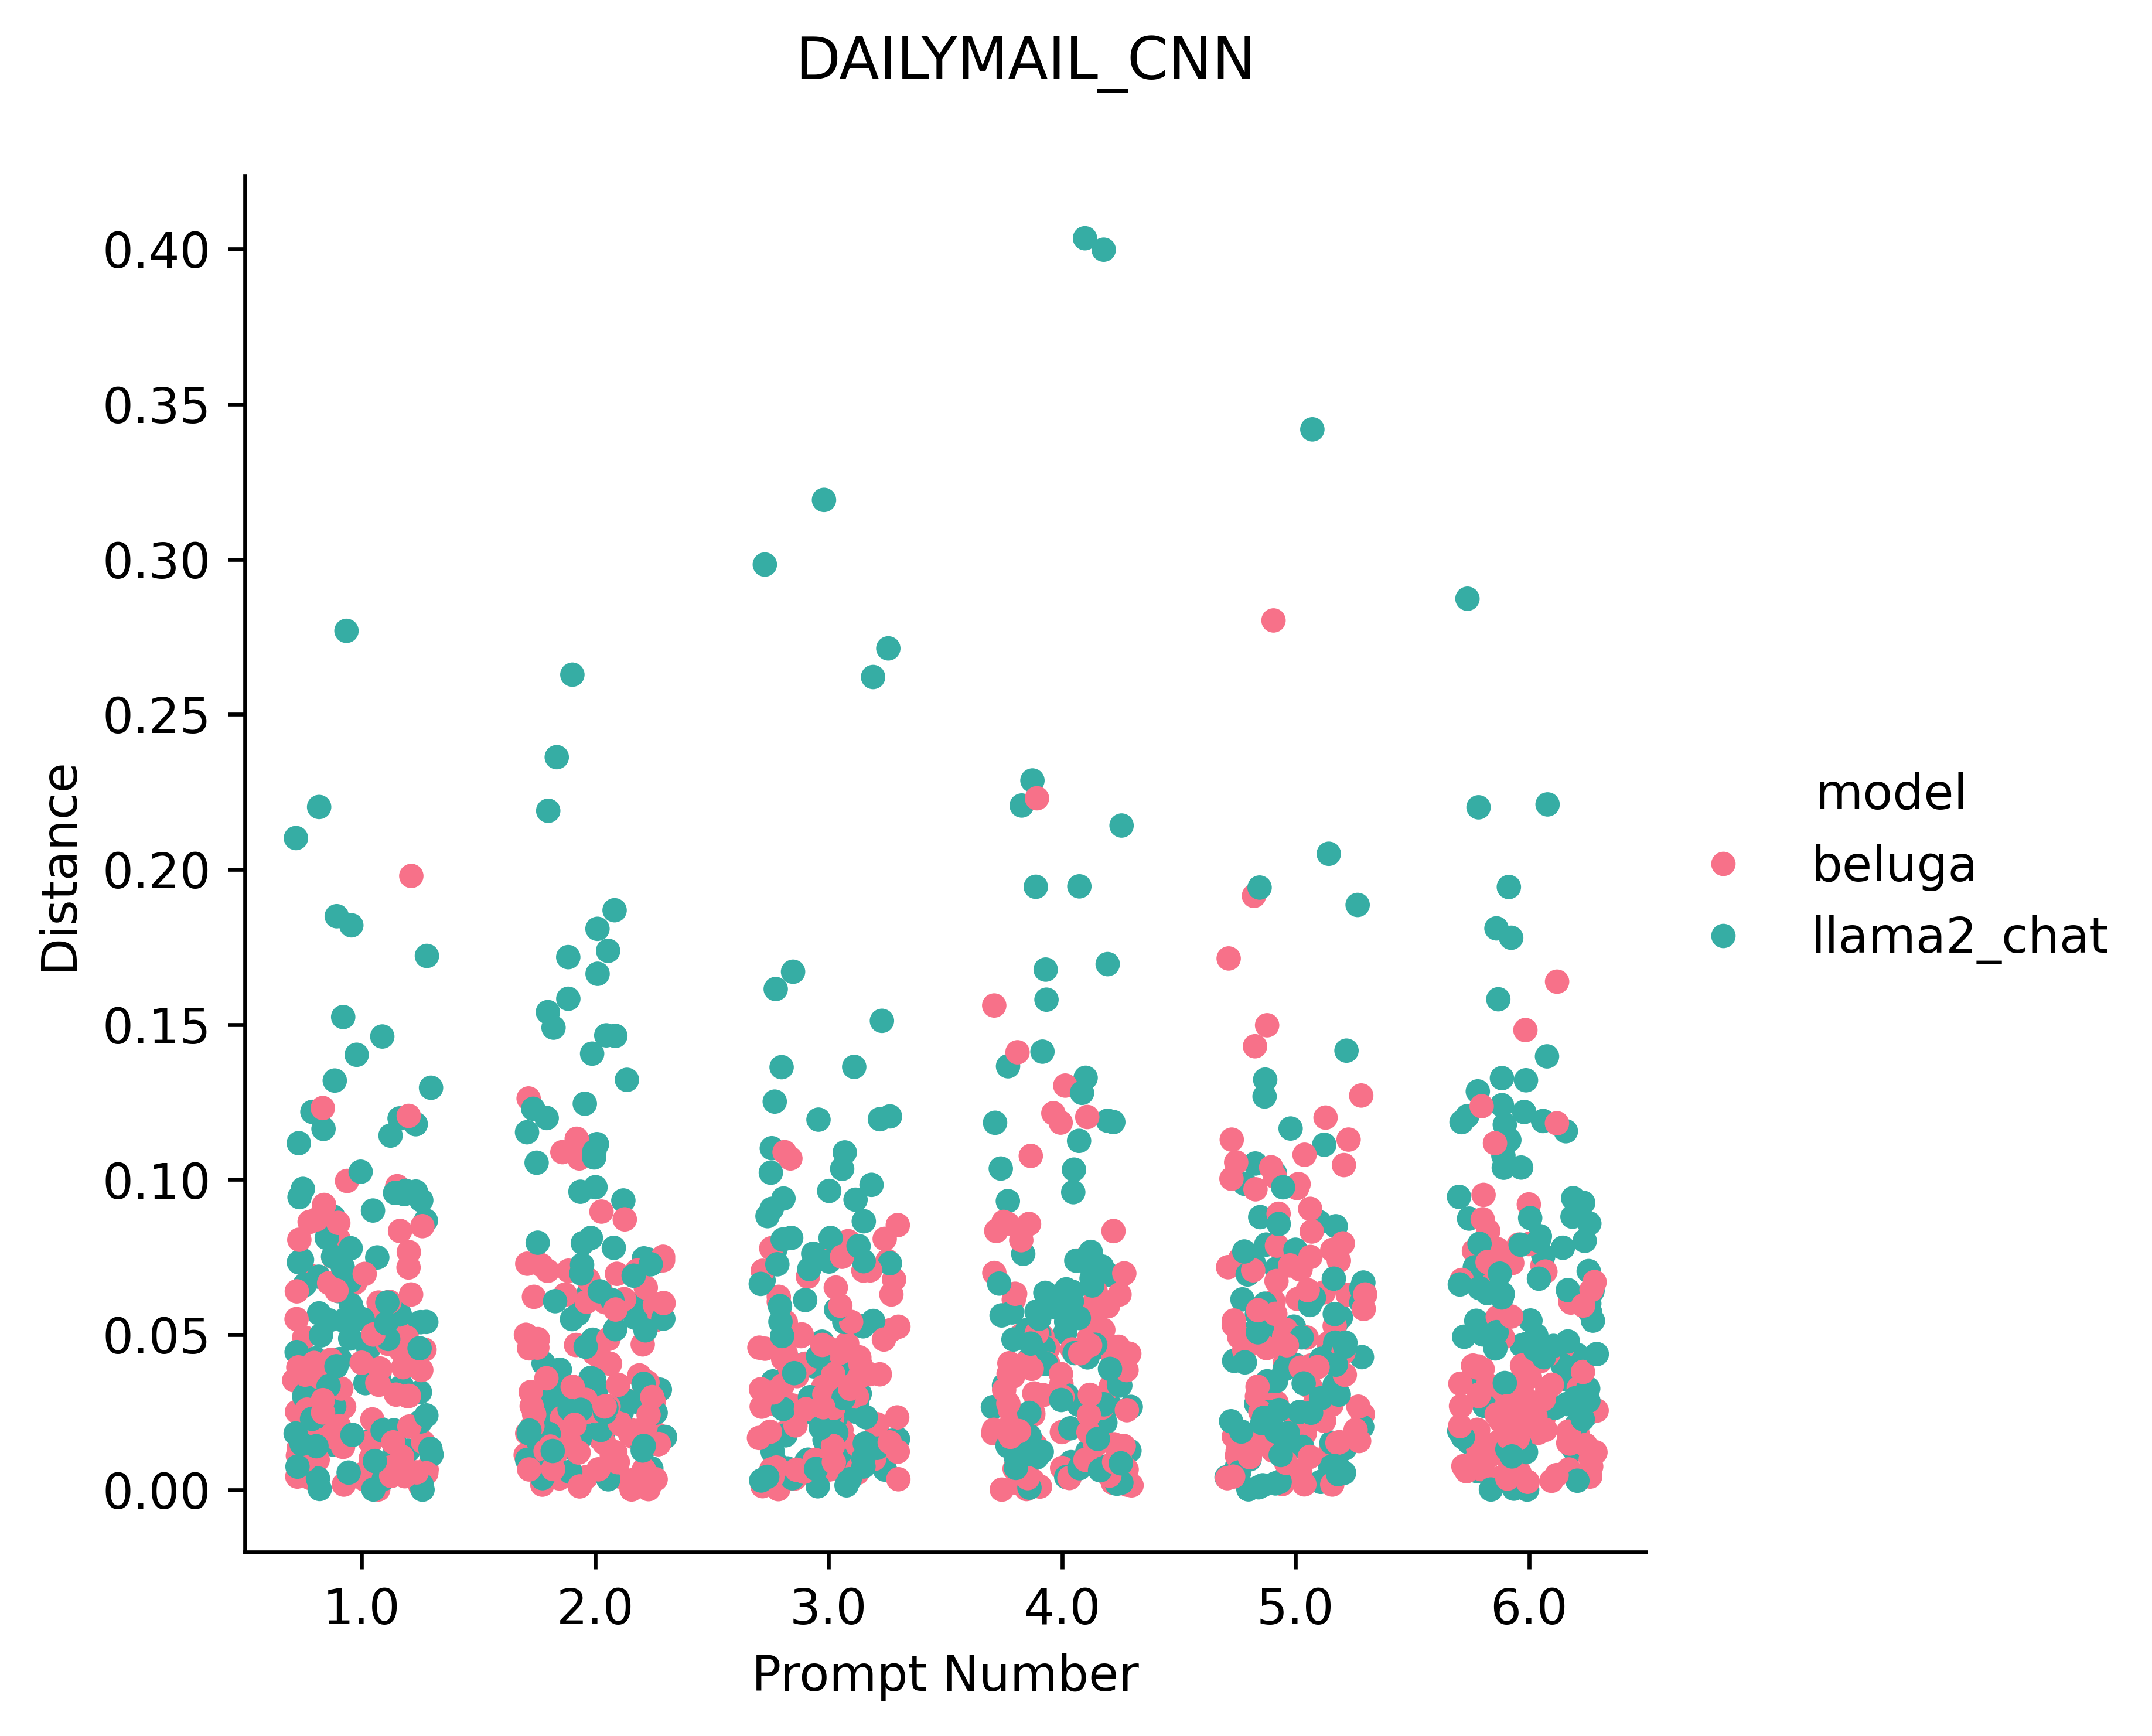 DAILYMAIL_CNN
0.40
0.35
0.30
0.25
0.20
0.15
0.10
0.05
0.00
Distance
1.0 2.0 3.0 4.0 5.0 6.0
Prompt Number
model
beluga
llama2_chat